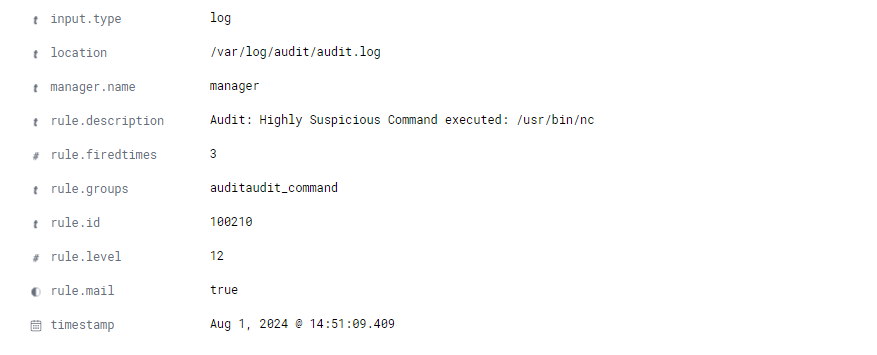 t input.type log
t location /var/log/audit/audit.log
t manager.name manager
t rule.description Audit: Highly Suspicious Command executed: /usr/bin/nc
# rule.firedtimes 3
t rule.groups auditaudit_command
t rule.id 100210
# rule.level 12
rule.mail true
timestamp Aug 1, 2024 @ 14:51:09.409